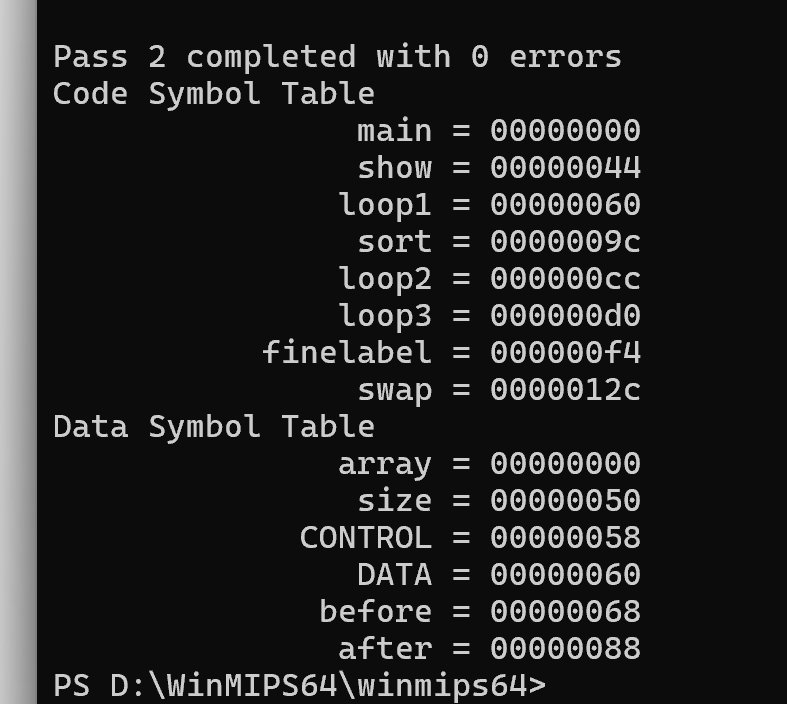 Pass 2 completed with 0 errors
Code Symbol Table
main = 00000000
show = 00000044
loop1 = 00000060
sort = 0000009c
loop2 = 000000cc
loop3 = 000000d0
finelabel = 000000f4
swap = 0000012c
Data Symbol Table
array = 00000000
size = 00000050
CONTROL = 00000058
DATA = 00000060
before = 00000068
after = 00000088
PS D:\WinMIPS64\winmips64>